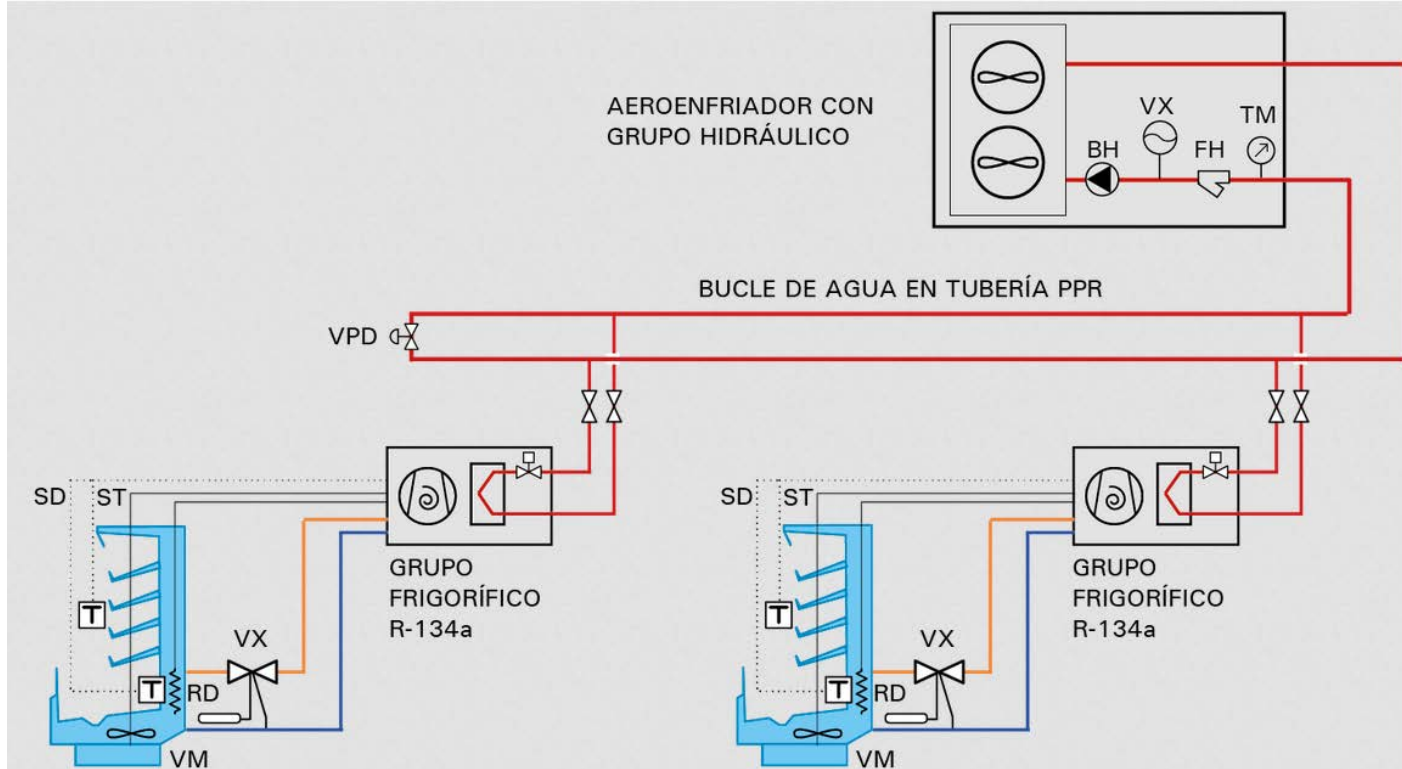 AEROENFRIADOR CON
GRUPO HIDRÁULICO
VX
TM
BH
FH
BUCLE DE AGUA EN TUBERÍA PPR
VPD
SD
ST
T
VX
T
RD
VM
GRUPO
FRIGORÍFICO
R-134a
SD
ST
T
VX
T
RD
VM
GRUPO
FRIGORÍFICO
R-134a